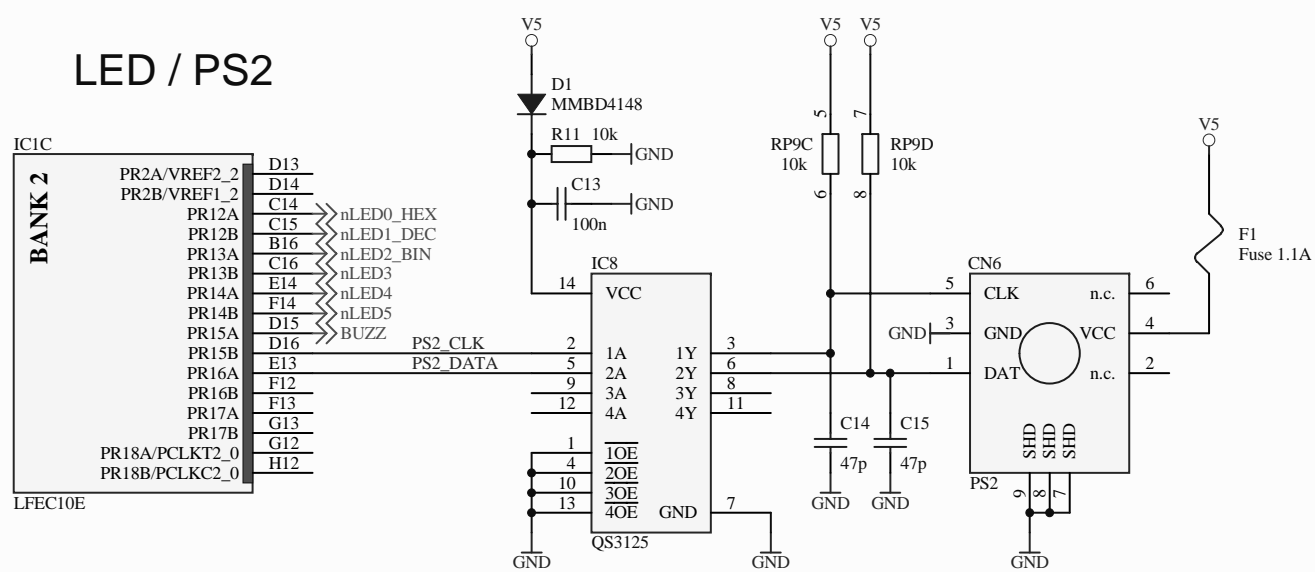 LED / PS2
V5
D1
MMBD4148
R11 10k
GND
C13
100n
GND
IC1C
BANK 2
PR2A/VREF2_2 D13
PR2B/VREF1_2 D14
PR12A C14 nLED0_HEX
PR12B C15 nLED1_DEC
PR13A B16 nLED2_BIN
PR13B C16 nLED3
PR14A E14 nLED4
PR14B F14 nLED5
PR15A D15 BUZZ
PR15B D16 PS2_CLK
PR16A E13 PS2_DATA
PR16B F12
PR17A F13
PR17B G13
PR18A/PCLKT2_0 G12
PR18B/PCLKC2_0 H12
LFEC10E
IC8
14 VCC
2 1A 1Y 3
5 2A 2Y 6
9 3A 3Y 8
12 4A 4Y 11
1 1OE
4 2OE
10 3OE
13 4OE GND 7
QS3125
GND
GND
V5
V5
5
7
RP9C
10k
RP9D
10k
6
8
C14
47p
C15
47p
GND
GND
V5
F1
Fuse 1.1A
CN6
5 CLK n.c. 6
GND 3 GND VCC 4
1 DAT n.c. 2
SHD SHD SHD
PS2
9 8 7
GND